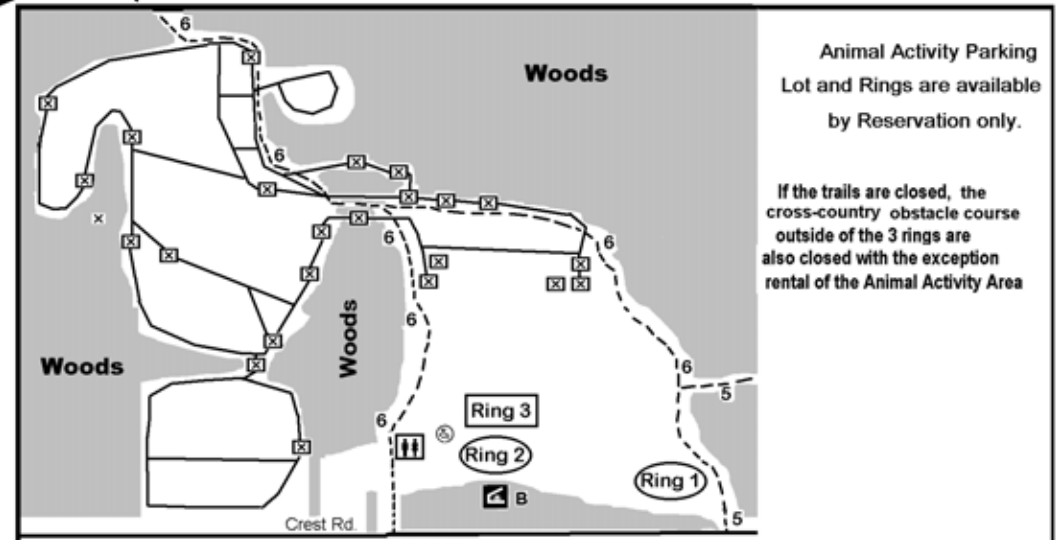 6
Woods
Animal Activity Parking
Lot and Rings are available
by Reservation only.
6
If the trails are closed, the
cross-country obstacle course
outside of the 3 rings are
also closed with the exception
rental of the Animal Activity Area
6
6
6
6
Woods
Woods
6
5
Ring 3
6
Ring 2
Ring 1
B
5
Crest Rd.